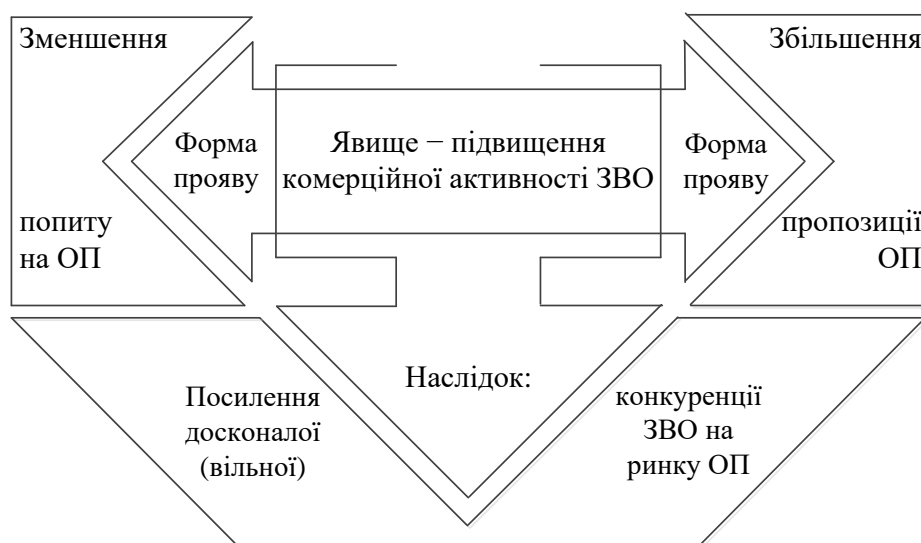 Зменшення
попиту
на ОП
Форма
прояву
Явище – підвищення
комерційної активності ЗВО
Форма
прояву
Збільшення
пропозиції
ОП
Наслідок:
Посилення
досконалої
(вільної)
конкуренції
ЗВО на
ринку ОП